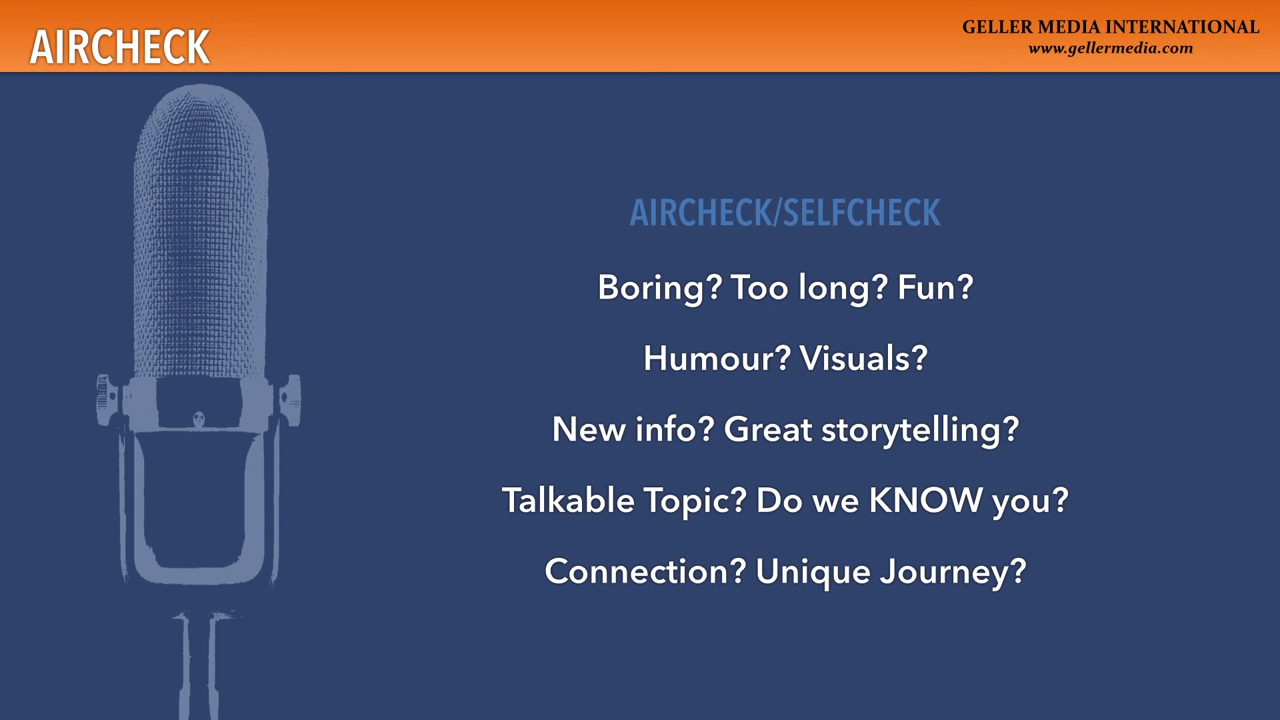 AIRCHECK
GELLER MEDIA INTERNATIONAL
www.gellermedia.com
AIRCHECK/SELFCHECK
Boring? Too long? Fun?
Humour? Visuals?
New info? Great storytelling?
Talkable Topic? Do we KNOW you?
Connection? Unique Journey?